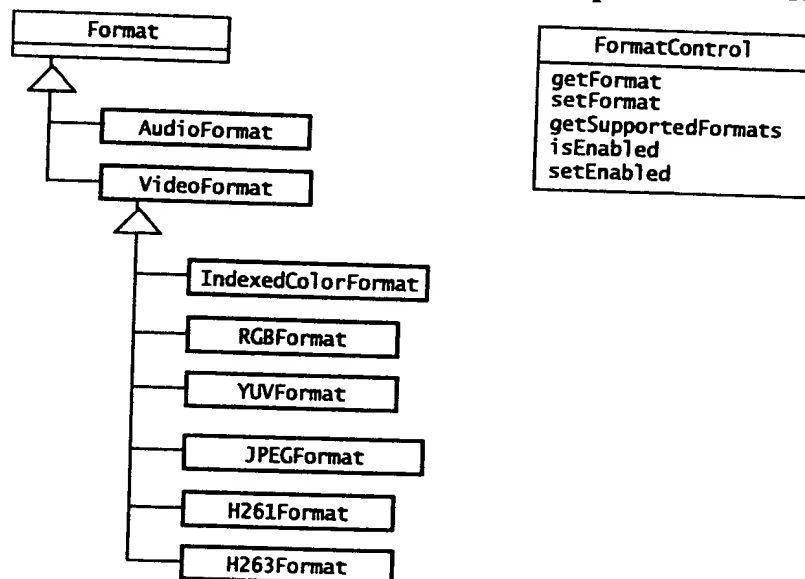 Format
AudioFormat
VideoFormat
IndexedColorFormat
RGBFormat
YUVFormat
JPEGFormat
H261Format
H263Format
FormatControl
getFormat
setFormat
getSupportedFormats
isEnabled
setEnabled